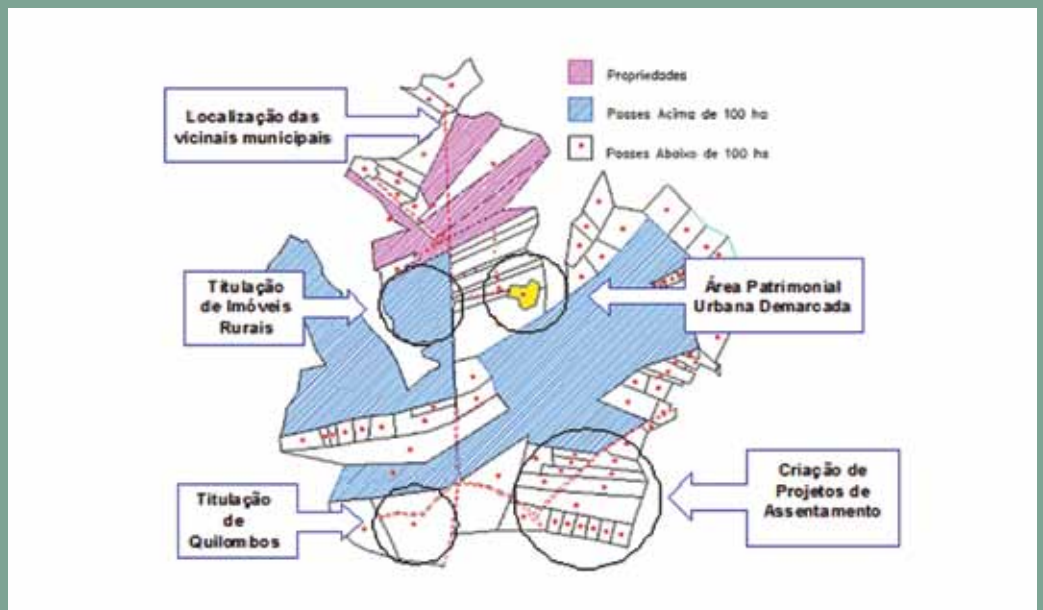 Propriedades
Posses Acima de 100 ha
Posses Abaixo de 100 hs
Localização das
vicinais municipais
Titulação
de Imóveis
Rurais
Área Patrimonial
Urbana Demarcada
Titulação
de
Quilombos
Criação de
Projetos de
Assentamento